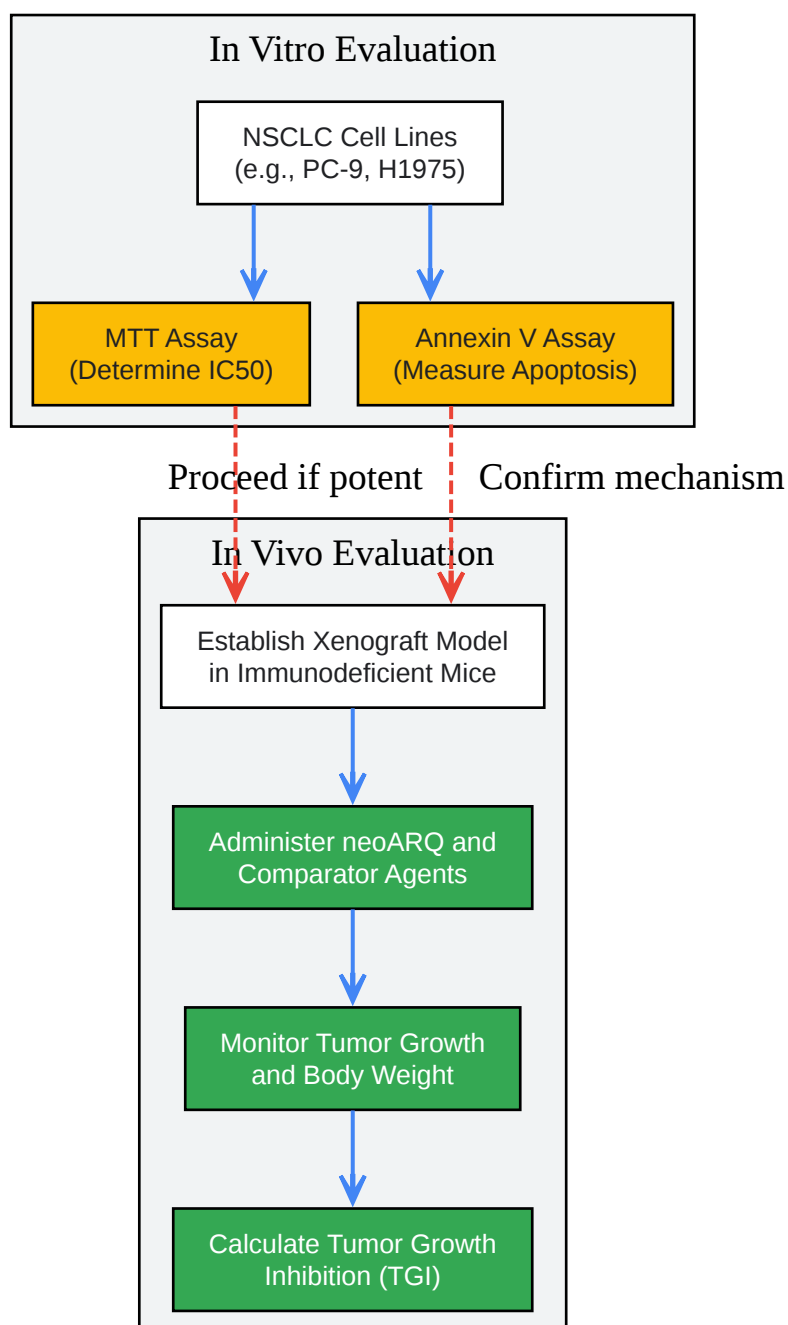 In Vitro Evaluation
NSCLC Cell Lines
(e.g., PC-9, H1975)
MTT Assay
(Determine IC50)
Annexin V Assay
(Measure Apoptosis)
Proceed if potent
Confirm mechanism
In Vivo Evaluation
Establish Xenograft Model
in Immunodeficient Mice
Administer neoARQ and
Comparator Agents
Monitor Tumor Growth
and Body Weight
Calculate Tumor Growth
Inhibition (TGI)